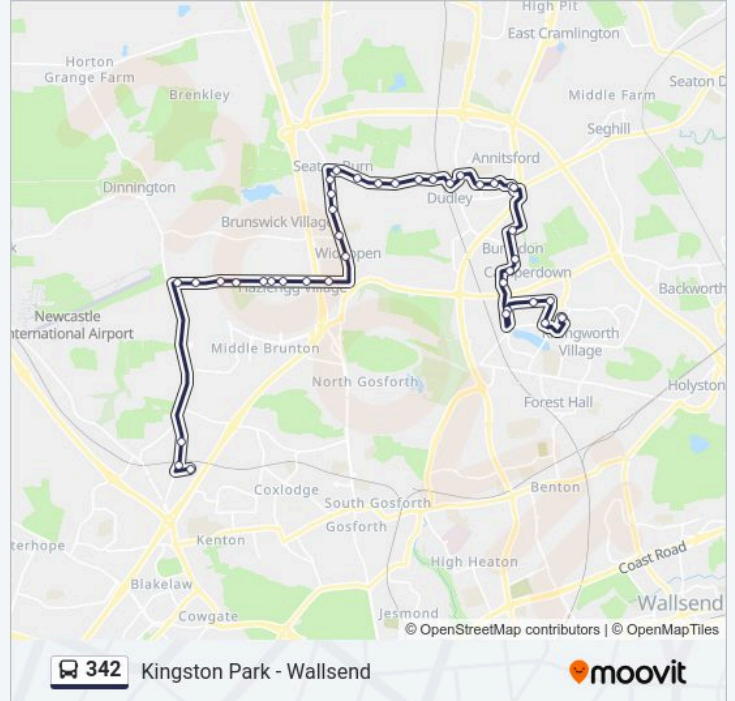 High Pit
East Cramlington
Horton
Grange Farm
Seaton D
Brenkley
Middle Farm
Seghill
Annitsford
Seaton Burn
Dinnington
Dudley
Brunswick Village
Burradon
Wideopen
Camperdown
Hazlerigg Village
Backworth
Newcastle
nternational Airport
Killingworth
Village
Middle Brunton
North Gosforth
Holyston
Forest Hall
Coxlodge
Benton
South Gosforth
Gosforth
Kenton
terhope
Coast Road
High Heaton
Blakelaw
Wallsend
Cowgate
Jesmond
© OpenStreetMap contributors | © OpenMapTiles
342 Kingston Park - Wallsend
moovit